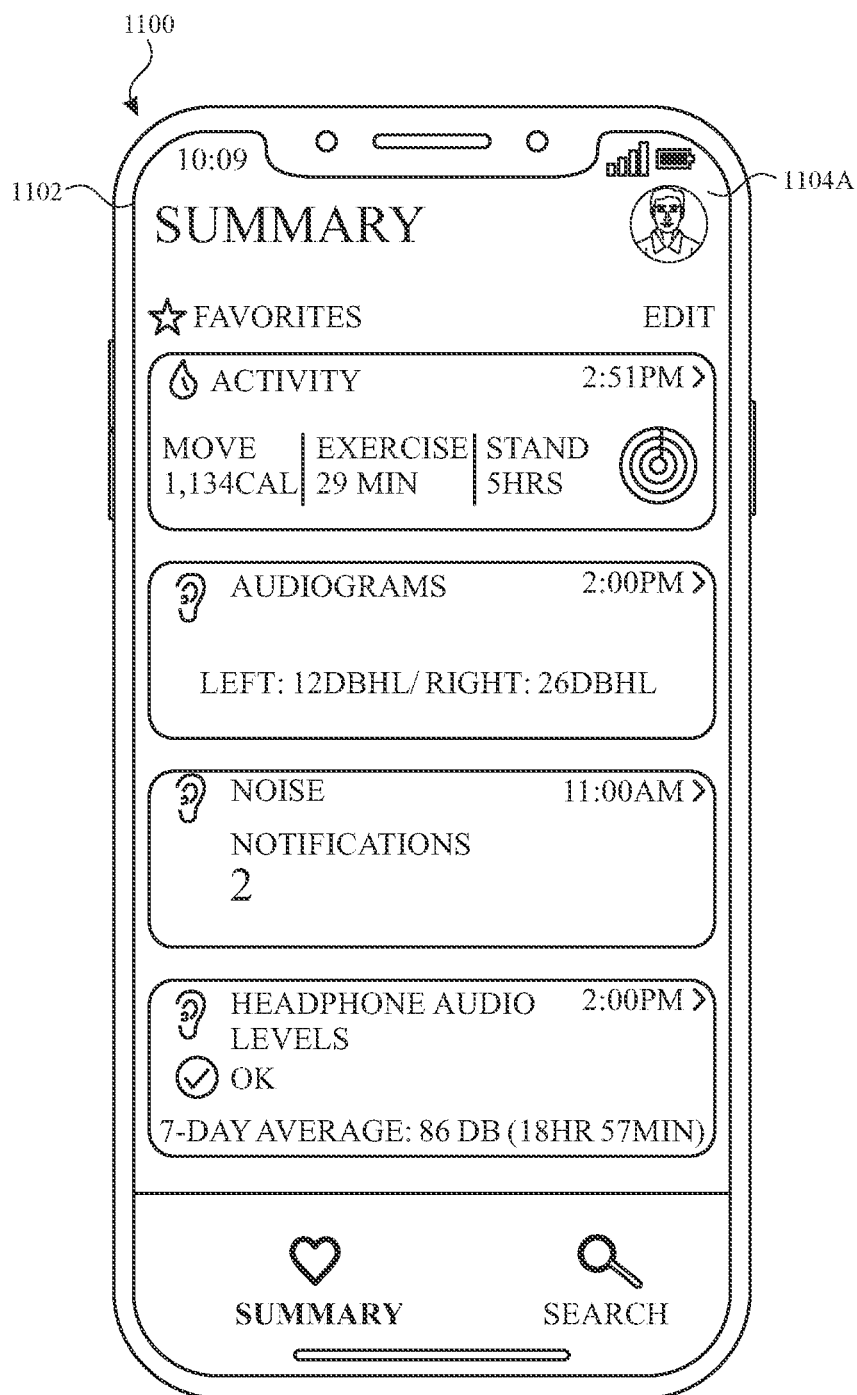 1100
10:09
1102
1104A
SUMMARY
FAVORITES EDIT
ACTIVITY 2:51PM >
MOVE EXERCISE STAND
1,134CAL 29 MIN 5HRS
AUDIOGRAMS 2:00PM >
LEFT: 12DBHL/ RIGHT: 26DBHL
NOISE 11:00AM >
NOTIFICATIONS
2
HEADPHONE AUDIO 2:00PM >
LEVELS
OK
7-DAY AVERAGE: 86 DB (18HR 57MIN)
SUMMARY SEARCH